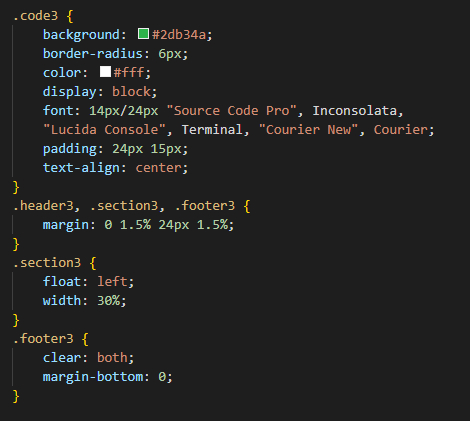 .code3 {
    background: #2db34a;
    border-radius: 6px;
    color: #fff;
    display: block;
    font: 14px/24px "Source Code Pro", Inconsolata,
    "Lucida Console", Terminal, "Courier New", Courier;
    padding: 24px 15px;
    text-align: center;
}
.header3, .section3, .footer3 {
    margin: 0 1.5% 24px 1.5%;
}
.section3 {
    float: left;
    width: 30%;
}
.footer3 {
    clear: both;
    margin-bottom: 0;
}